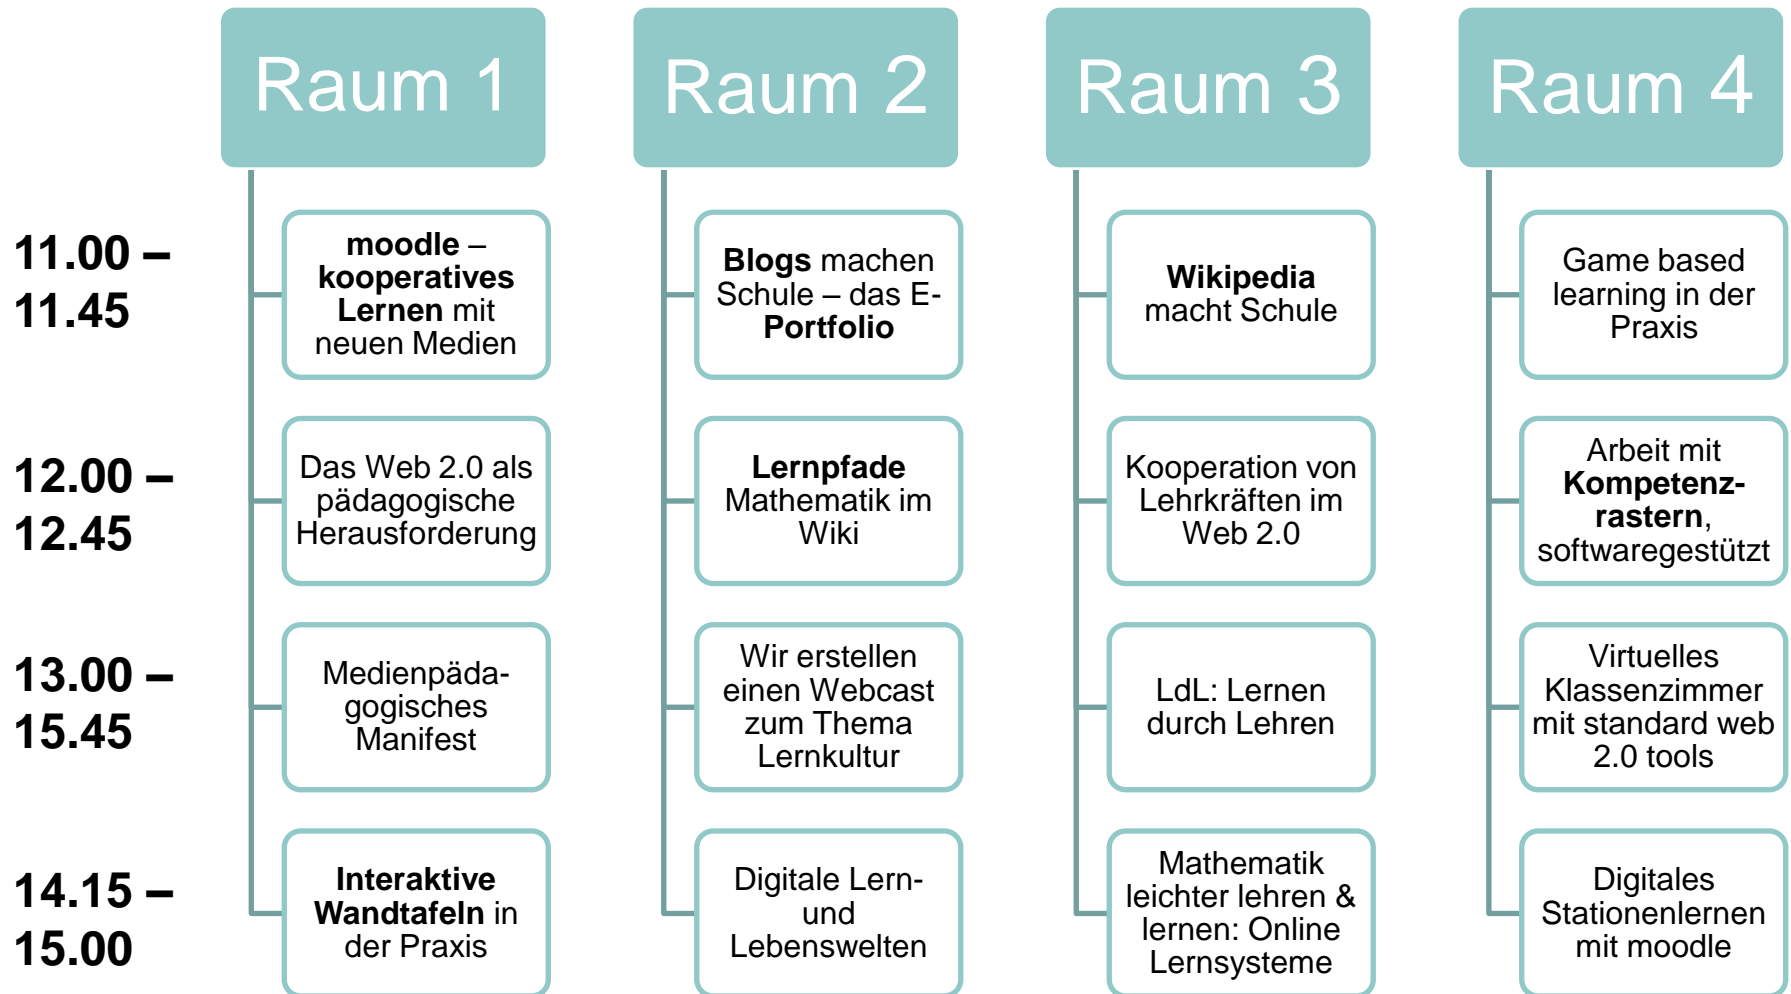 Raum 1
Raum 2
Raum 3
Raum 4
11.00 –
11.45
moodle –
kooperatives
Lernen mit
neuen Medien
Blogs machen
Schule – das E-
Portfolio
Wikipedia
macht Schule
Game based
learning in der
Praxis
12.00 –
12.45
Das Web 2.0 als
pädagogische
Herausforderung
Lernpfade
Mathematik im
Wiki
Kooperation von
Lehrkräften im
Web 2.0
Arbeit mit
Kompetenz-
rastern,
softwaregestützt
13.00 –
15.45
Medienpäda-
gogisches
Manifest
Wir erstellen
einen Webcast
zum Thema
Lernkultur
LdL: Lernen
durch Lehren
Virtuelles
Klassenzimmer
mit standard web
2.0 tools
14.15 –
15.00
Interaktive
Wandtafeln in
der Praxis
Digitale Lern-
und
Lebenswelten
Mathematik
leichter lehren &
lernen: Online
Lernsysteme
Digitales
Stationenlernen
mit moodle